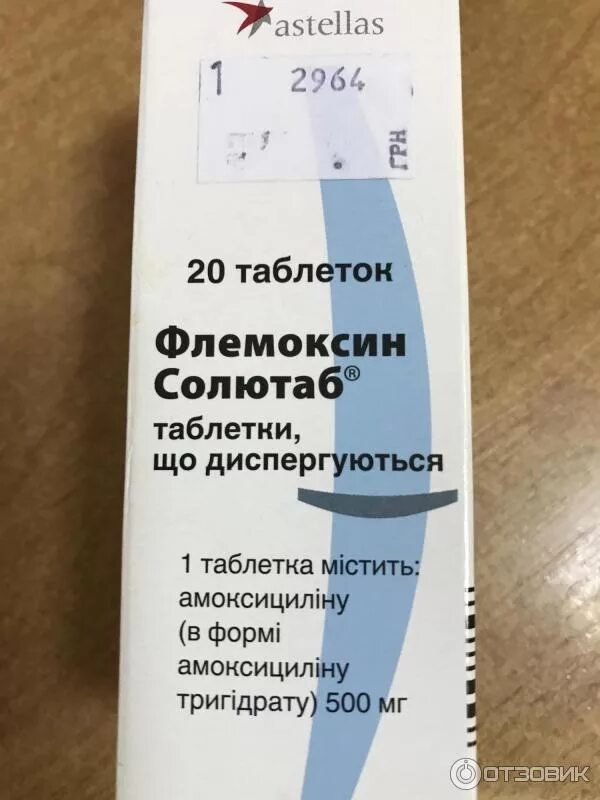 astellas
1 2964
ГРН
20 таблеток
Флемоксин
Солютаб®
таблетки,
що диспергуються
1 таблетка містить:
амоксициліну
(в формі
амоксициліну
тригідрату) 500 мг
ОТЗОВИК